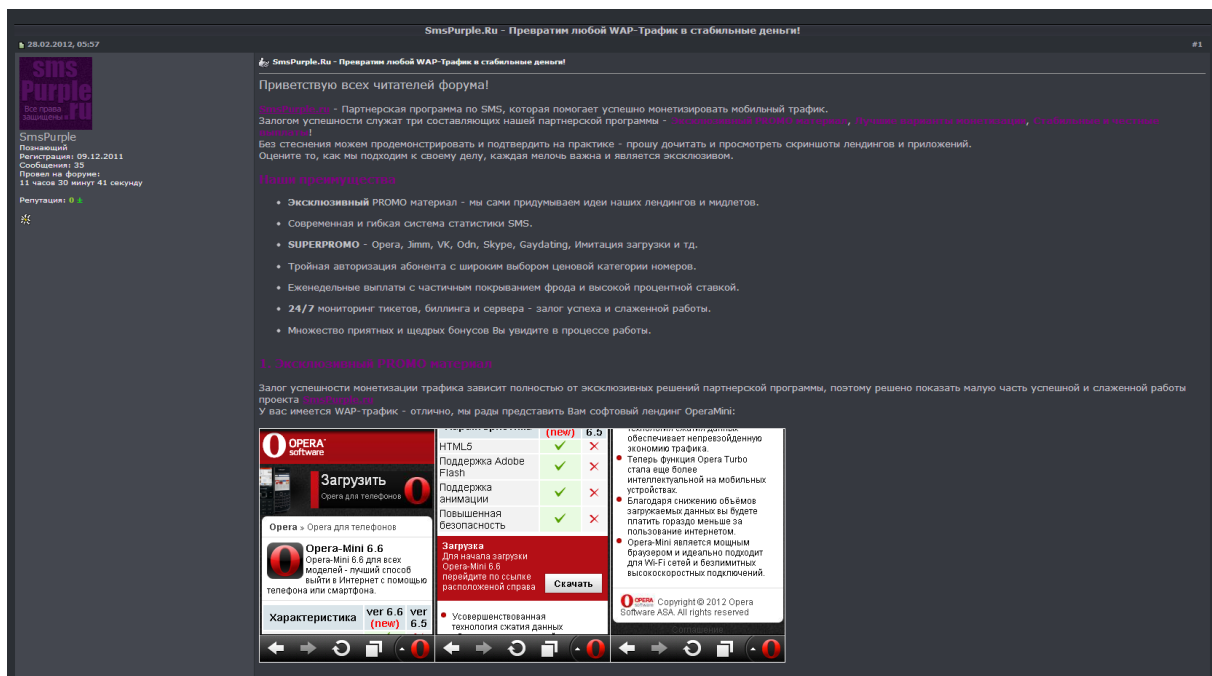 SmsPurple.Ru - Превратим любой WAP-Трафик в стабильные деньги!
28.02.2012, 05:57
#1
sms
Purple
ru
Все права
защищены
SmsPurple
Познающий
Регистрация: 09.12.2011
Сообщения: 35
Провел на форуме:
11 часов 30 минут 41 секунду
Репутация: 0 ±
SmsPurple.Ru - Превратим любой WAP-Трафик в стабильные деньги!
Приветствую всех читателей форума!
- Партнерская программа по SMS, которая помогает успешно монетизировать мобильный трафик.
Залогом успешности служат три составляющих нашей партнерской программы -
!
Без стеснения можем продемонстрировать и подтвердить на практике - прошу дочитать и просмотреть скриншоты лендингов и приложений.
Оцените то, как мы подходим к своему делу, каждая мелочь важна и является эксклюзивом.
• Эксклюзивный PROMO материал - мы сами придумываем идеи наших лендингов и мидлетов.
• Современная и гибкая система статистики SMS.
• SUPERPROMO - Opera, Jimm, VK, Odn, Skype, Gaydating, Имитация загрузки и тд.
• Тройная авторизация абонента с широким выбором ценовой категории номеров.
• Еженедельные выплаты с частичным покрыванием фрода и высокой процентной ставкой.
• 24/7 мониторинг тикетов, биллинга и сервера - залог успеха и слаженной работы.
• Множество приятных и щедрых бонусов Вы увидите в процессе работы.
Залог успешности монетизации трафика зависит полностью от эксклюзивных решений партнерской программы, поэтому решено показать малую часть успешной и слаженной работы
проекта
У вас имеется WAP-трафик - отлично, мы рады представить Вам софтовый лендинг OperaMini:
OPERA
software
Загрузить
Opera для телефонов
Opera » Opera для телефонов
Opera-Mini 6.6
Opera-Mini 6.6 для всех
моделей - лучший способ
выйти в Интернет с помощью
телефона или смартфона.
Характеристика ver 6.6 (new) ver 6.5
(new) 6.5
HTML5
Поддержка Adobe
Flash
Поддержка
анимации
Повышенная
безопасность
Загрузка
Для начала загрузки
Opera-Mini 6.6
перейдите по ссылке
расположеной справа
Скачать
• Усовершенствованная
технология сжатия данных
технология сжатия данных
обеспечивает непревзойденную
экономию трафика.
• Теперь функция Opera Turbo
стала еще более
интеллектуальной на мобильных
устройствах.
• Благодаря снижению объёмов
загружаемых данных вы будете
платить гораздо меньше за
пользование интернетом.
• Opera-Mini является мощным
браузером и идеально подходит
для Wi-Fi сетей и безлимитных
высокоскоростных подключений.
OPERA Copyright © 2012 Opera
Software ASA. All rights reserved
Соглашение